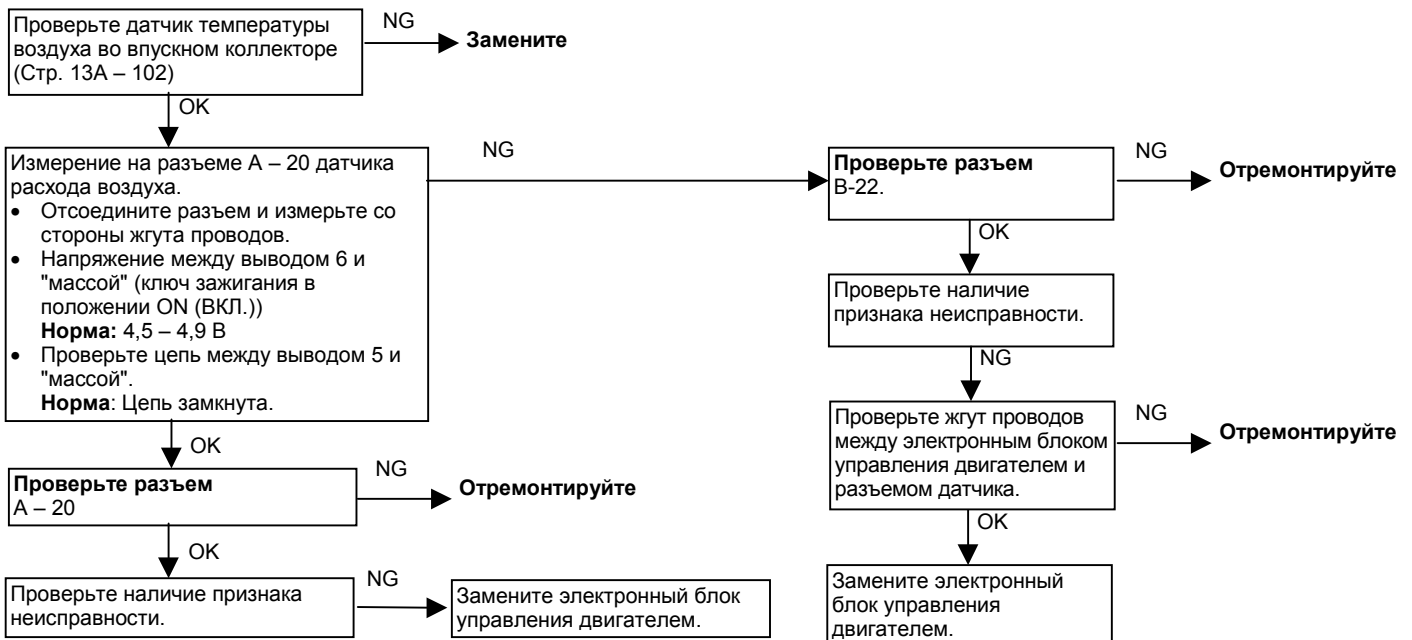 Проверьте датчик температуры
воздуха во впускном коллекторе
(Стр. 13А – 102)
NG
Замените
OK
Измерение на разъеме А – 20 датчика
расхода воздуха.
• Отсоедините разъем и измерьте со
стороны жгута проводов.
• Напряжение между выводом 6 и
"массой" (ключ зажигания в
положении ON (ВКЛ.))
Норма: 4,5 – 4,9 В
• Проверьте цепь между выводом 5 и
"массой".
Норма: Цепь замкнута.
NG
OK
Проверьте разъем
А – 20
NG
Отремонтируйте
OK
Проверьте наличие признака
неисправности.
NG
Замените электронный блок
управления двигателем.
Проверьте разъем
В-22.
NG
Отремонтируйте
OK
Проверьте наличие
признака неисправности.
NG
Проверьте жгут проводов
между электронным блоком
управления двигателем и
разъемом датчика.
NG
Отремонтируйте
OK
Замените электронный
блок управления
двигателем.